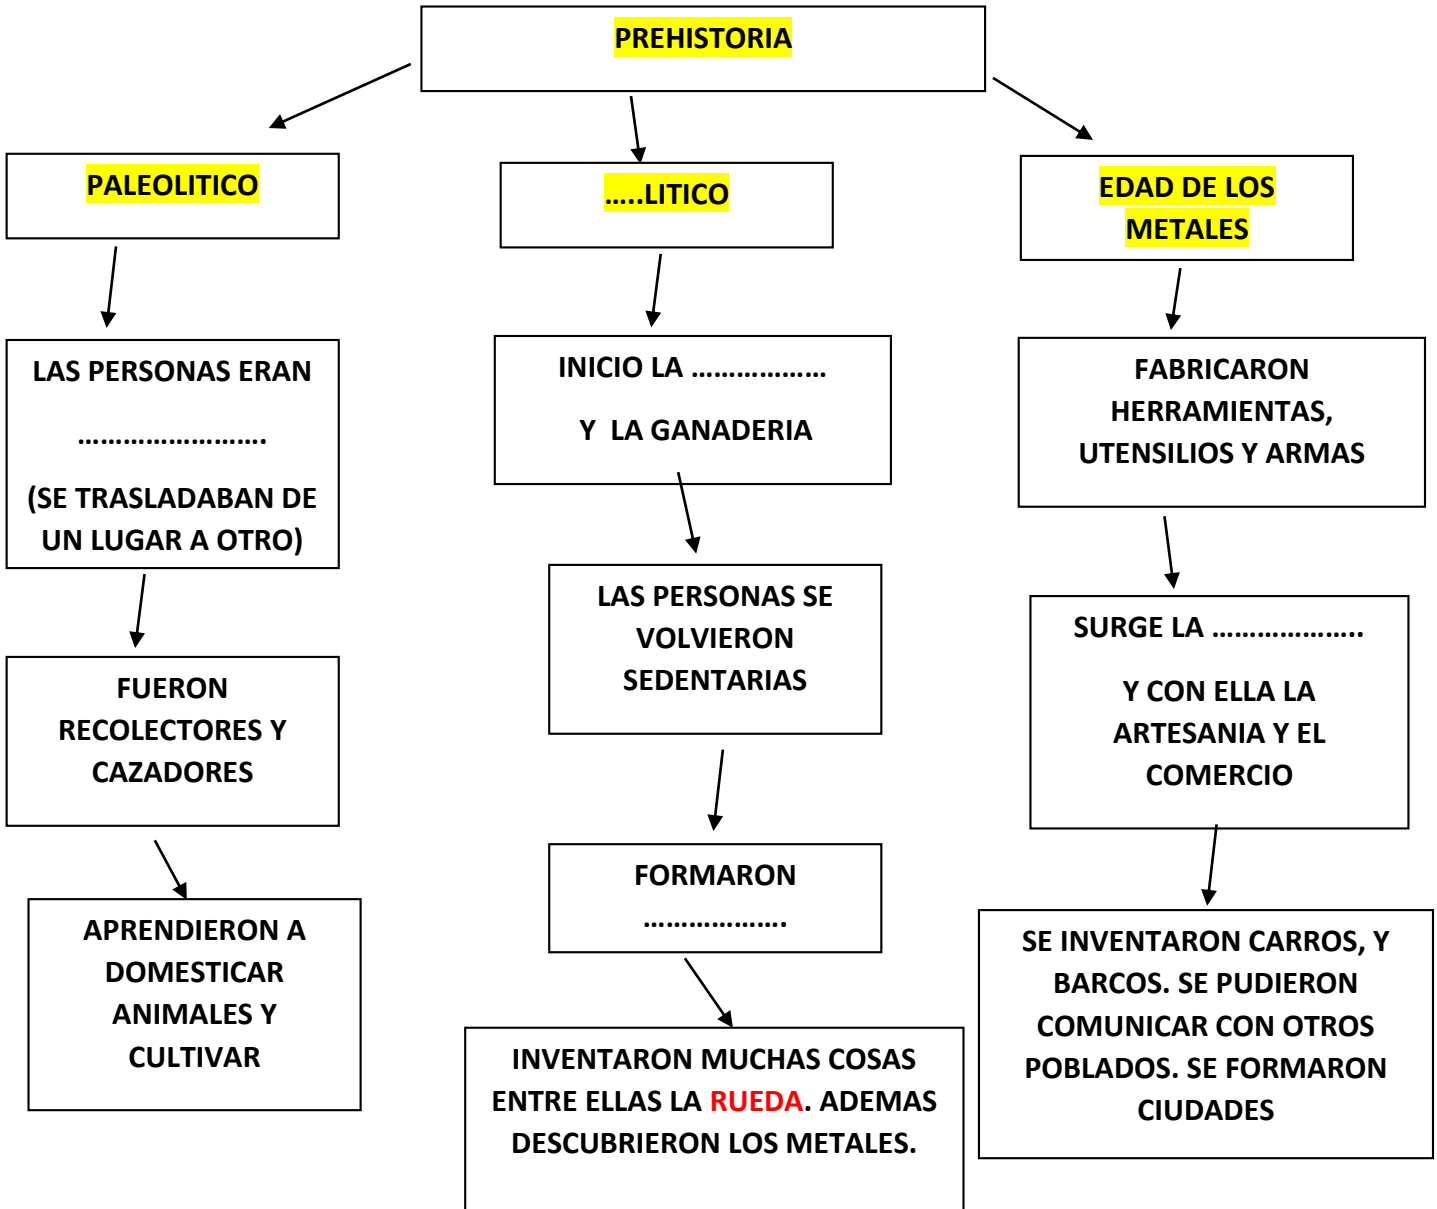 PREHISTORIA
PALEOLITICO
…..LITICO
EDAD DE LOS
METALES
LAS PERSONAS ERAN
…………………….
(SE TRASLADABAN DE
UN LUGAR A OTRO)
FUERON
RECOLECTORES Y
CAZADORES
APRENDIERON A
DOMESTICAR
ANIMALES Y
CULTIVAR
INICIO LA ………………
Y LA GANADERIA
LAS PERSONAS SE
VOLVIERON
SEDENTARIAS
FORMARON
……………….
INVENTARON MUCHAS COSAS
ENTRE ELLAS LA RUEDA. ADEMAS
DESCUBRIERON LOS METALES.
FABRICARON
HERRAMIENTAS,
UTENSILIOS Y ARMAS
SURGE LA ………………..
Y CON ELLA LA
ARTESANIA Y EL
COMERCIO
SE INVENTARON CARROS, Y
BARCOS. SE PUDIERON
COMUNICAR CON OTROS
POBLADOS. SE FORMARON
CIUDADES